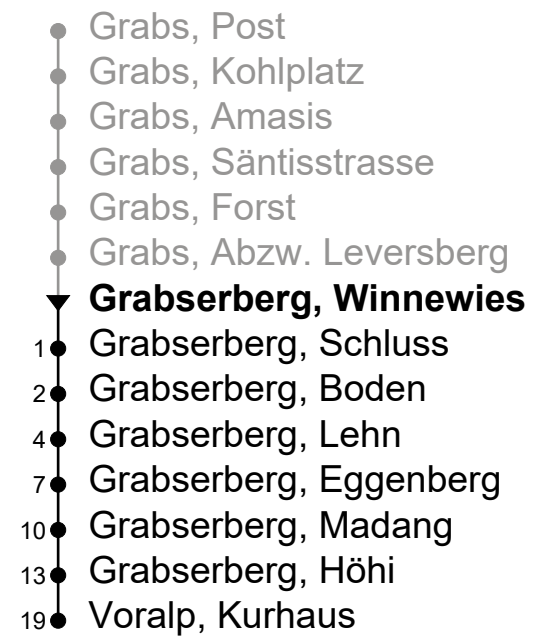 Grabs, Post
Grabs, Kohlplatz
Grabs, Amasis
Grabs, Säntisstrasse
Grabs, Forst
Grabs, Abzw. Leversberg
Grabserberg, Winnewies
1 Grabserberg, Schluss
2 Grabserberg, Boden
4 Grabserberg, Lehn
7 Grabserberg, Eggenberg
10 Grabserberg, Madang
13 Grabserberg, Höhi
19 Voralp, Kurhaus